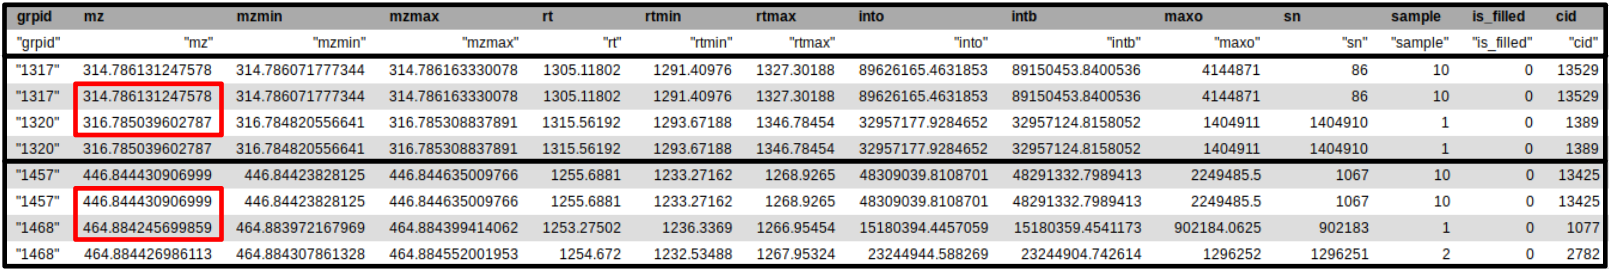 grpid mz mzmin mzmax rt rtmin rtmax into intb maxo sn sample is_filled cid
"grpid" "mz" "mzmin" "mzmax" "rt" "rtmin" "rtmax" "into" "intb" "maxo" "sn" "sample" "is_filled" "cid"
"1317" 314.786131247578 314.786071777344 314.786163330078 1305.11802 1291.40976 1327.30188 89626165.4631853 89150453.8400536 4144871 86 10 0 13529
"1317" 314.786131247578 314.786071777344 314.786163330078 1305.11802 1291.40976 1327.30188 89626165.4631853 89150453.8400536 4144871 86 10 0 13529
"1320" 316.785039602787 316.784820556641 316.785308837891 1315.56192 1293.67188 1346.78454 32957177.9284652 32957124.8158052 1404911 1404910 1 0 1389
"1320" 316.785039602787 316.784820556641 316.785308837891 1315.56192 1293.67188 1346.78454 32957177.9284652 32957124.8158052 1404911 1404910 1 0 1389
"1457" 446.844430906999 446.84423828125 446.844635009766 1255.6881 1233.27162 1268.9265 48309039.8108701 48291332.7989413 2249485.5 1067 10 0 13425
"1457" 446.844430906999 446.84423828125 446.844635009766 1255.6881 1233.27162 1268.9265 48309039.8108701 48291332.7989413 2249485.5 1067 10 0 13425
"1468" 464.884245699859 464.883972167969 464.884399414062 1253.27502 1236.3369 1266.95454 15180394.4457059 15180359.4541173 902184.0625 902183 1 0 1077
"1468" 464.884426986113 464.884307861328 464.884552001953 1254.672 1232.53488 1267.95324 23244944.588269 23244904.742614 1296252 1296251 2 0 2782